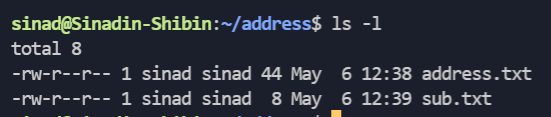 sinad@Sinadin-Shibin:~/address$ ls -l
total 8
-rw-r--r-- 1 sinad sinad 44 May  6 12:38 address.txt
-rw-r--r-- 1 sinad sinad  8 May  6 12:39 sub.txt